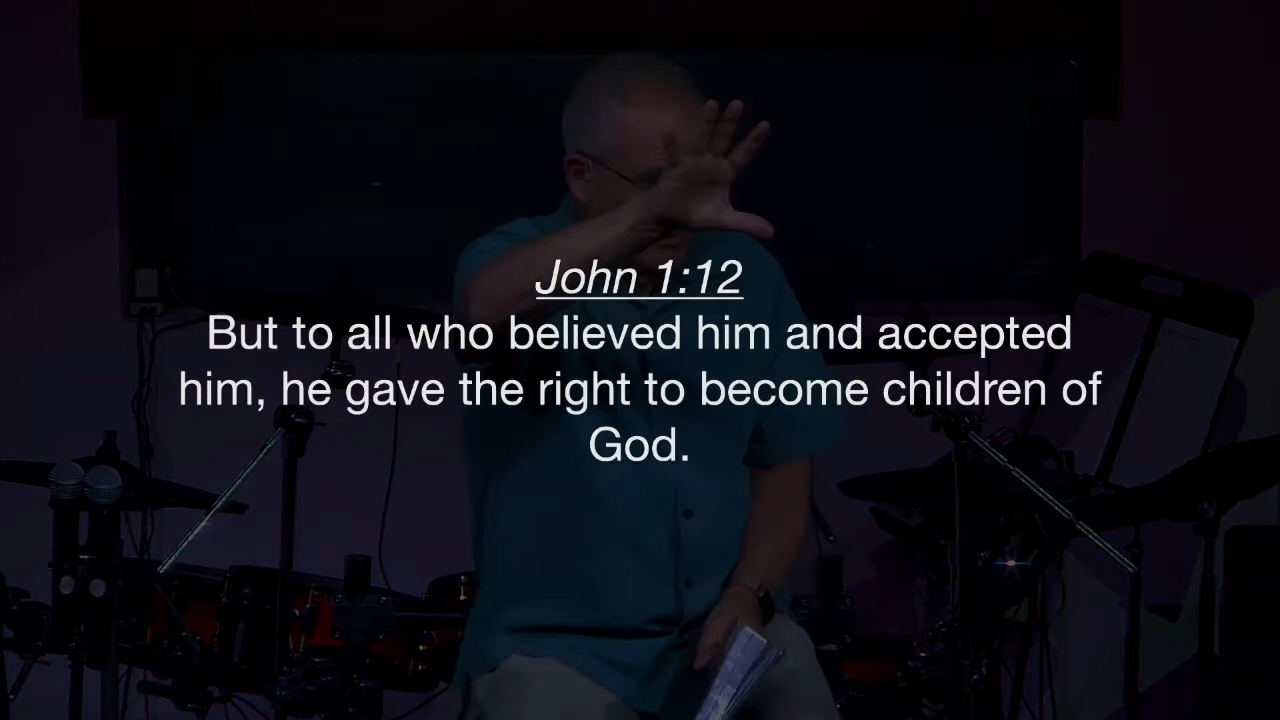 John 1:12
But to all who believed him and accepted
him, he gave the right to become children of
God.